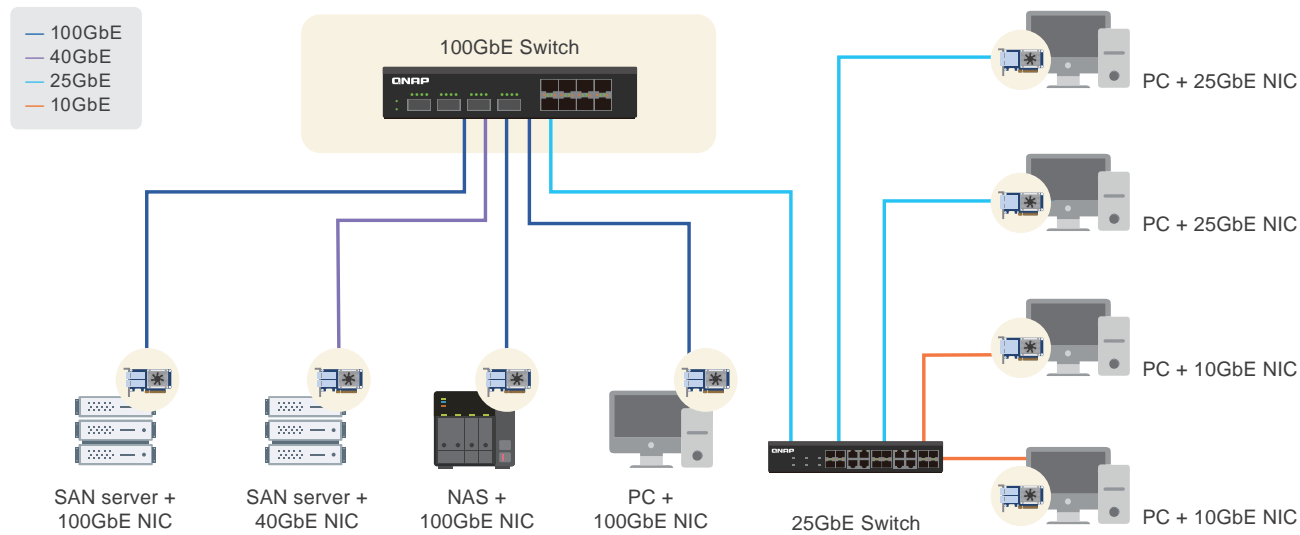 100GbE
40GbE
25GbE
10GbE
100GbE Switch
QNAP
PC + 25GbE NIC
PC + 25GbE NIC
PC + 10GbE NIC
PC + 10GbE NIC
QNAP
25GbE Switch
SAN server +
100GbE NIC
SAN server +
40GbE NIC
NAS +
100GbE NIC
PC +
100GbE NIC